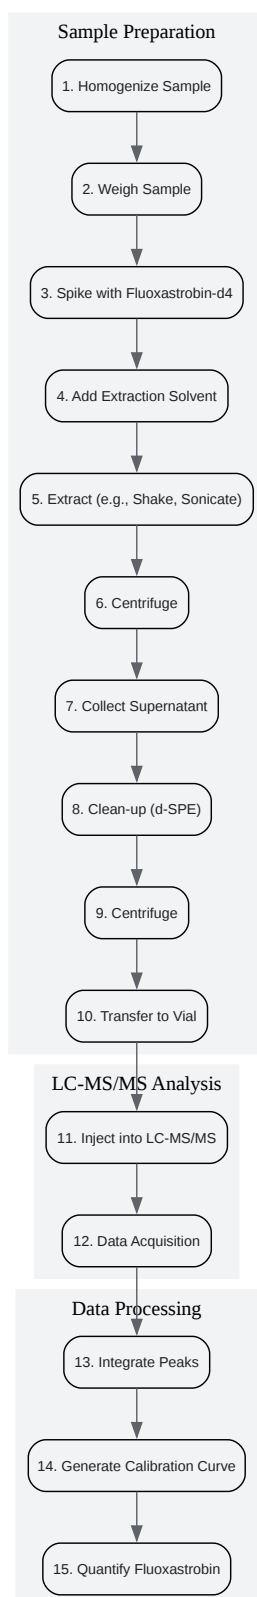 Sample Preparation
1. Homogenize Sample
2. Weigh Sample
3. Spike with Fluoxastrobin-d4
4. Add Extraction Solvent
5. Extract (e.g., Shake, Sonicate)
6. Centrifuge
7. Collect Supernatant
8. Clean-up (d-SPE)
9. Centrifuge
10. Transfer to Vial
LC-MS/MS Analysis
11. Inject into LC-MS/MS
12. Data Acquisition
Data Processing
13. Integrate Peaks
14. Generate Calibration Curve
15. Quantify Fluoxastrobin